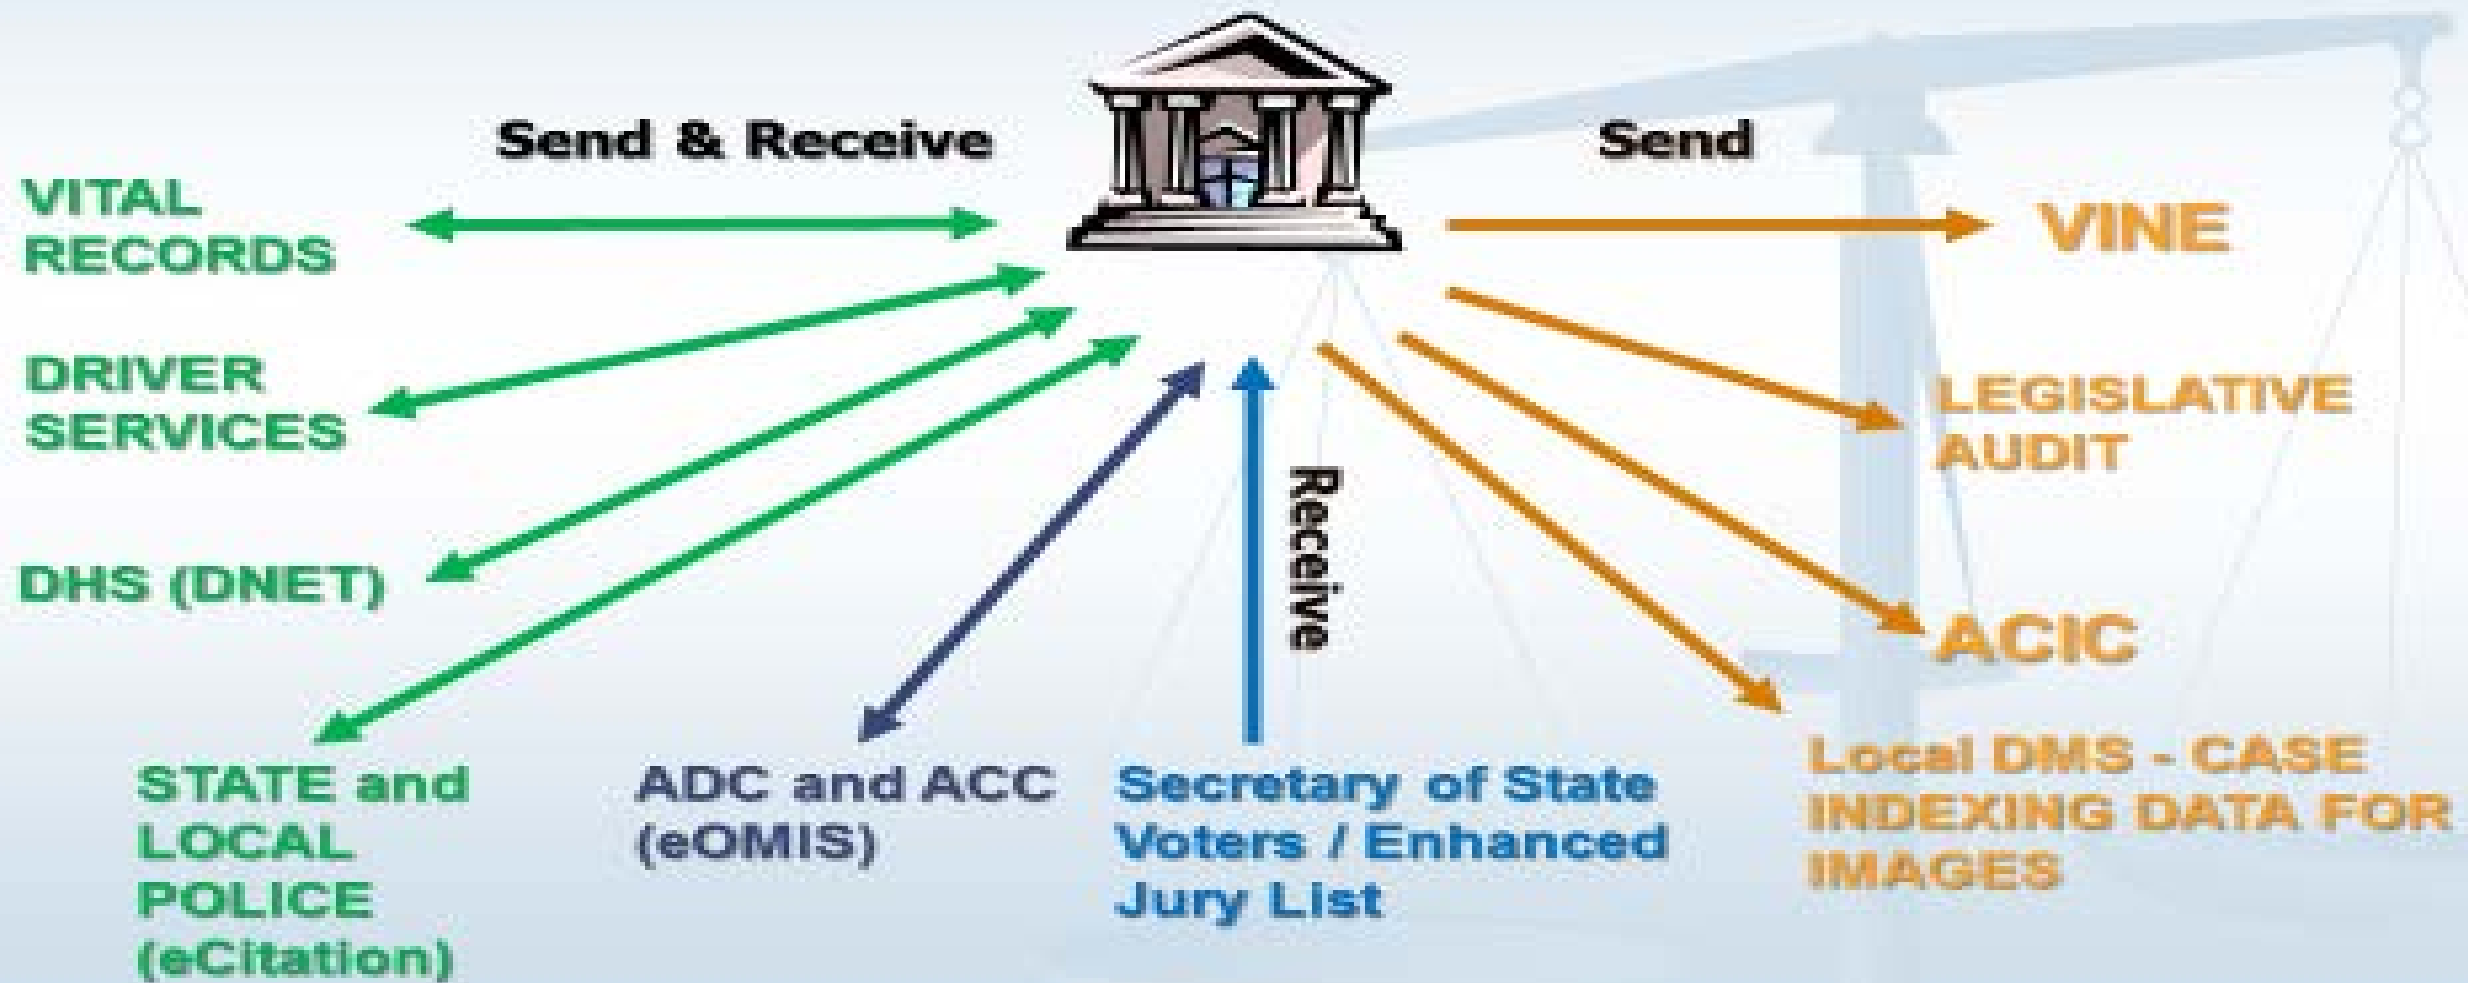 Send & Receive
Send
VITAL
RECORDS
VINE
DRIVER
SERVICES
LEGISLATIVE
AUDIT
Receive
DHS (DNET)
ACIC
STATE and
LOCAL
POLICE
(eCitation)
ADC and ACC
(eOMIS)
Secretary of State
Voters / Enhanced
Jury List
Local DMS - CASE
INDEXING DATA FOR
IMAGES